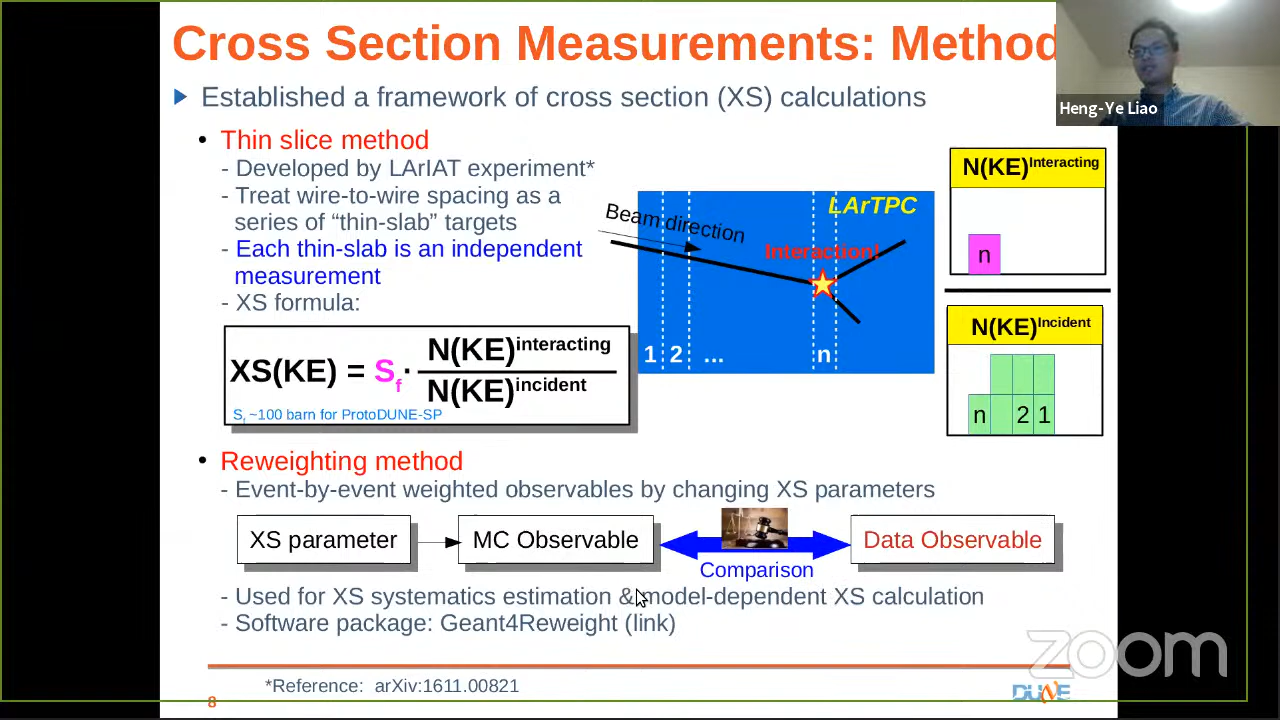 Cross Section Measurements: Method
Heng-Ye Liao
Established a framework of cross section (XS) calculations
• Thin slice method
- Developed by LArIAT experiment*
- Treat wire-to-wire spacing as a
series of “thin-slab” targets
- Each thin-slab is an independent
measurement
- XS formula:
XS(KE) = Sf · N(KE)interacting
N(KE)incident
Sf ~100 barn for ProtoDUNE-SP
LArTPC
Beam direction
Interaction!
1 2 ... n
N(KE)Interacting
n
N(KE)Incident
n 2 1
• Reweighting method
- Event-by-event weighted observables by changing XS parameters
XS parameter
MC Observable
Comparison
Data Observable
- Used for XS systematics estimation & model-dependent XS calculation
- Software package: Geant4Reweight (link)
zoom
*Reference: arXiv:1611.00821
DUNE
8